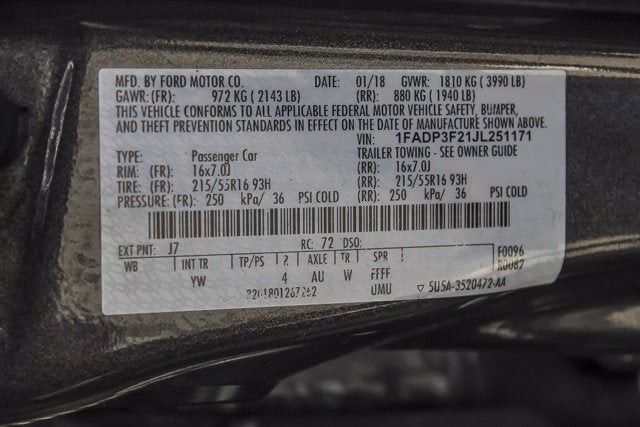 MFD. BY FORD MOTOR CO. DATE: 01/18 GVWR: 1810 KG ( 3990 LB)
GAWR: (FR): 972 KG ( 2143 LB) (RR): 880 KG ( 1940 LB)
THIS VEHICLE CONFORMS TO ALL APPLICABLE FEDERAL MOTOR VEHICLE SAFETY, BUMPER,
AND THEFT PREVENTION STANDARDS IN EFFECT ON THE DATE OF MANUFACTURE SHOWN ABOVE.
VIN: 1FADP3F21JL251171
TYPE: Passenger Car TRAILER TOWING - SEE OWNER GUIDE
RIM: (FR): 16x7.0J (RR): 16x7.0J
TIRE: (FR): 215/55R16 93H (RR): 215/55R16 93H
PRESSURE: (FR): 250 kPa/ 36 PSI COLD (RR): 250 kPa/ 36 PSI COLD
EXT PNT: J7 RC: 72 DSO: F0096
WB INT TR TP/PS R AXLE TR SPR R0082
YW 4 AU W FFFF
UMU ▽ 5U5A-3520472-AA